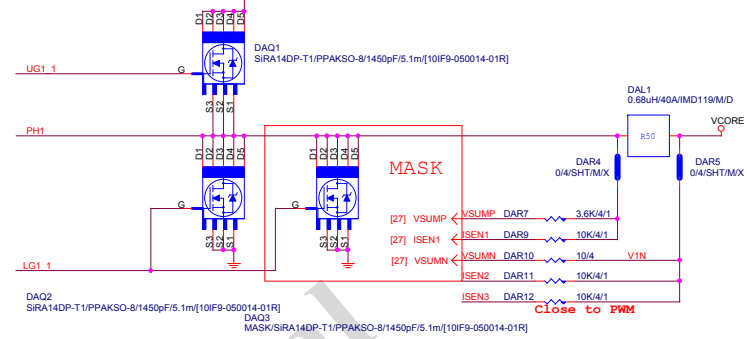 D1 D2 D3 D4 D5
DAQ1
SiRA14DP-T1/PPAKSO-8/1450pF/5.1m/[10IF9-050014-01R]
UG1_1
G
S3 S2 S1
DAL1
0.68uH/40A/IMD119/M/D
VCORE
PH1
R50
D1 D2 D3 D4 D5
D1 D2 D3 D4 D5
MASK
DAR4
0/4/SHT/M/X
DAR5
0/4/SHT/M/X
G
G
[27] VSUMP
VSUMP DAR7 3.6K/4/1
[27] ISEN1
ISEN1 DAR9 10K/4/1
S3 S2 S1
S3 S2 S1
[27] VSUMN
VSUMN DAR10 10/4 V1N
LG1_1
ISEN2 DAR11 10K/4/1
ISEN3 DAR12 10K/4/1
Close to PWM
DAQ2
SiRA14DP-T1/PPAKSO-8/1450pF/5.1m/[10IF9-050014-01R]
DAQ3
MASK/SiRA14DP-T1/PPAKSO-8/1450pF/5.1m/[10IF9-050014-01R]